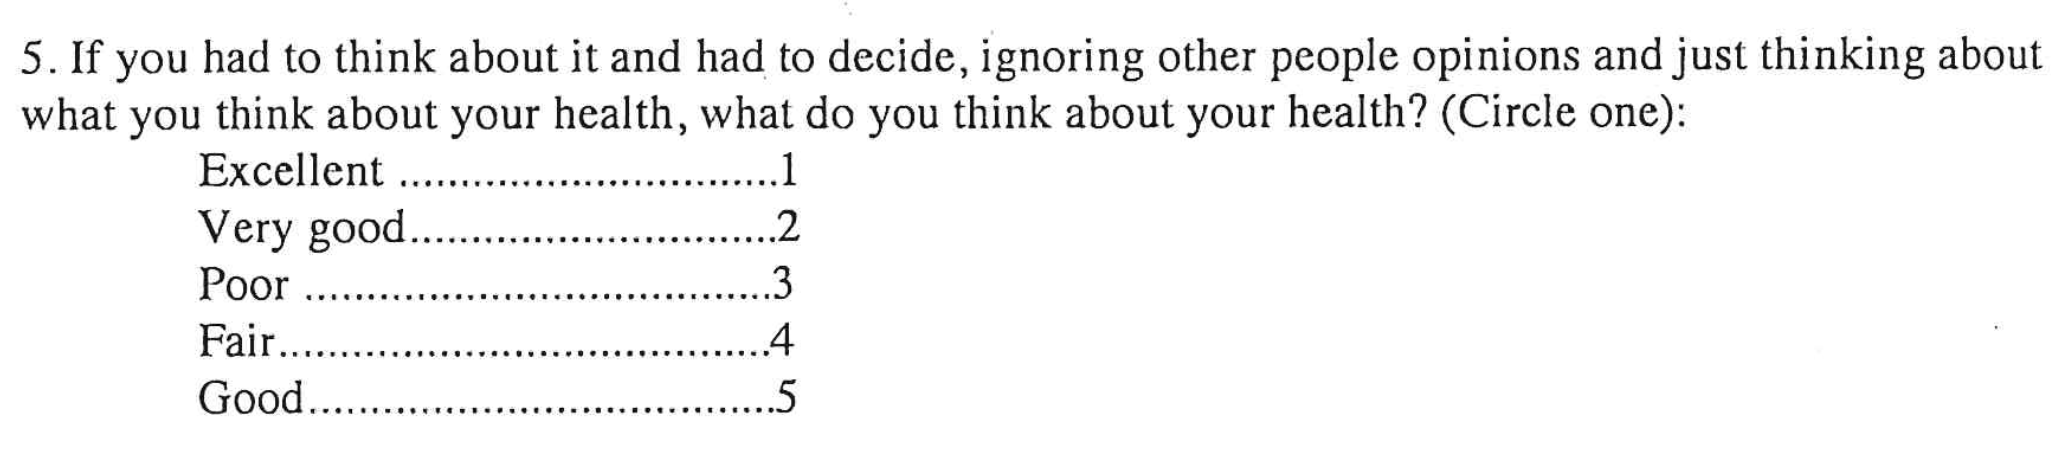 5. If you had to think about it and had to decide, ignoring other people opinions and just thinking about
what you think about your health, what do you think about your health? (Circle one):
Excellent ...............................1
Very good..............................2
Poor ......................................3
Fair........................................4
Good......................................5